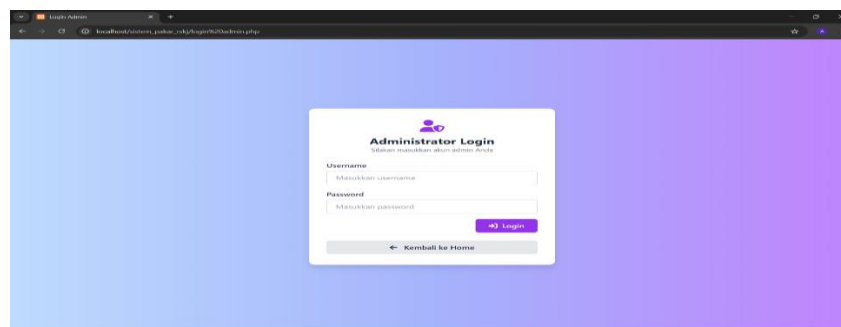 Login Admin
localhost/sistem_pakar_rskj/login%20admin.php
Administrator Login
Silakan masukkan akun admin Anda
Username
Masukkan username
Password
Masukkan password
Login
Kembali ke Home